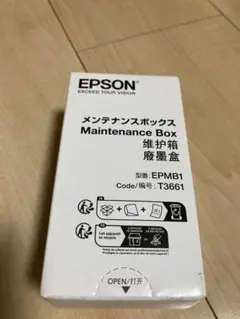 EPSON
EXCEED YOUR VISION
メンテナンスボックス
Maintenance Box
维护箱
廢墨盒
型番: EPMB1
Code/编号: T3661
OPEN/打开